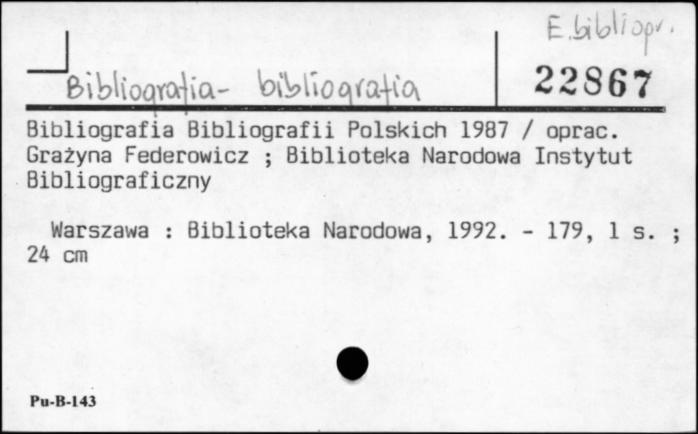 E. bibliopr.
22867
Bibliografia - bibliografia
Bibliografia Bibliografii Polskich 1987 / oprac.
Grażyna Federowicz ; Biblioteka Narodowa Instytut
Bibliograficzny
Warszawa : Biblioteka Narodowa, 1992. - 179, 1 s. ;
24 cm
Pu-B-143